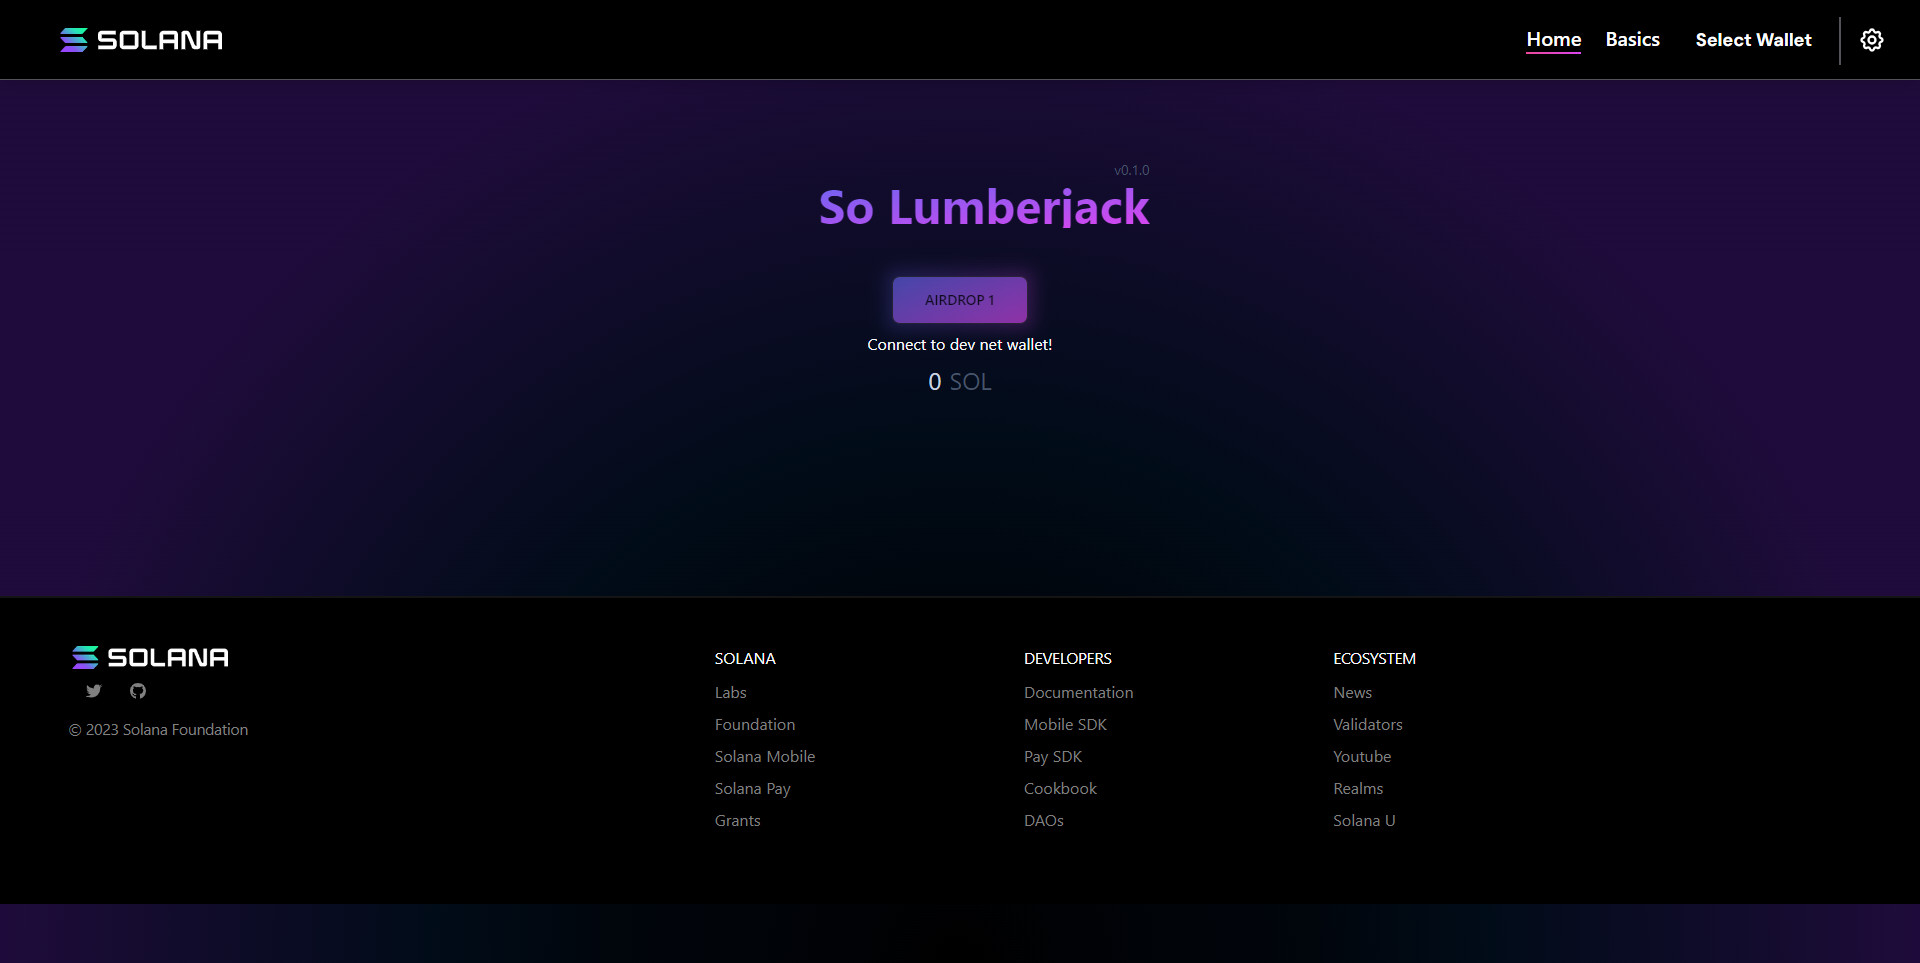 SOLANA
Home Basics Select Wallet
v0.1.0
So Lumberjack
AIRDROP 1
Connect to dev net wallet!
0 SOL
SOLANA
© 2023 Solana Foundation
SOLANA
Labs
Foundation
Solana Mobile
Solana Pay
Grants
DEVELOPERS
Documentation
Mobile SDK
Pay SDK
Cookbook
DAOs
ECOSYSTEM
News
Validators
Youtube
Realms
Solana U